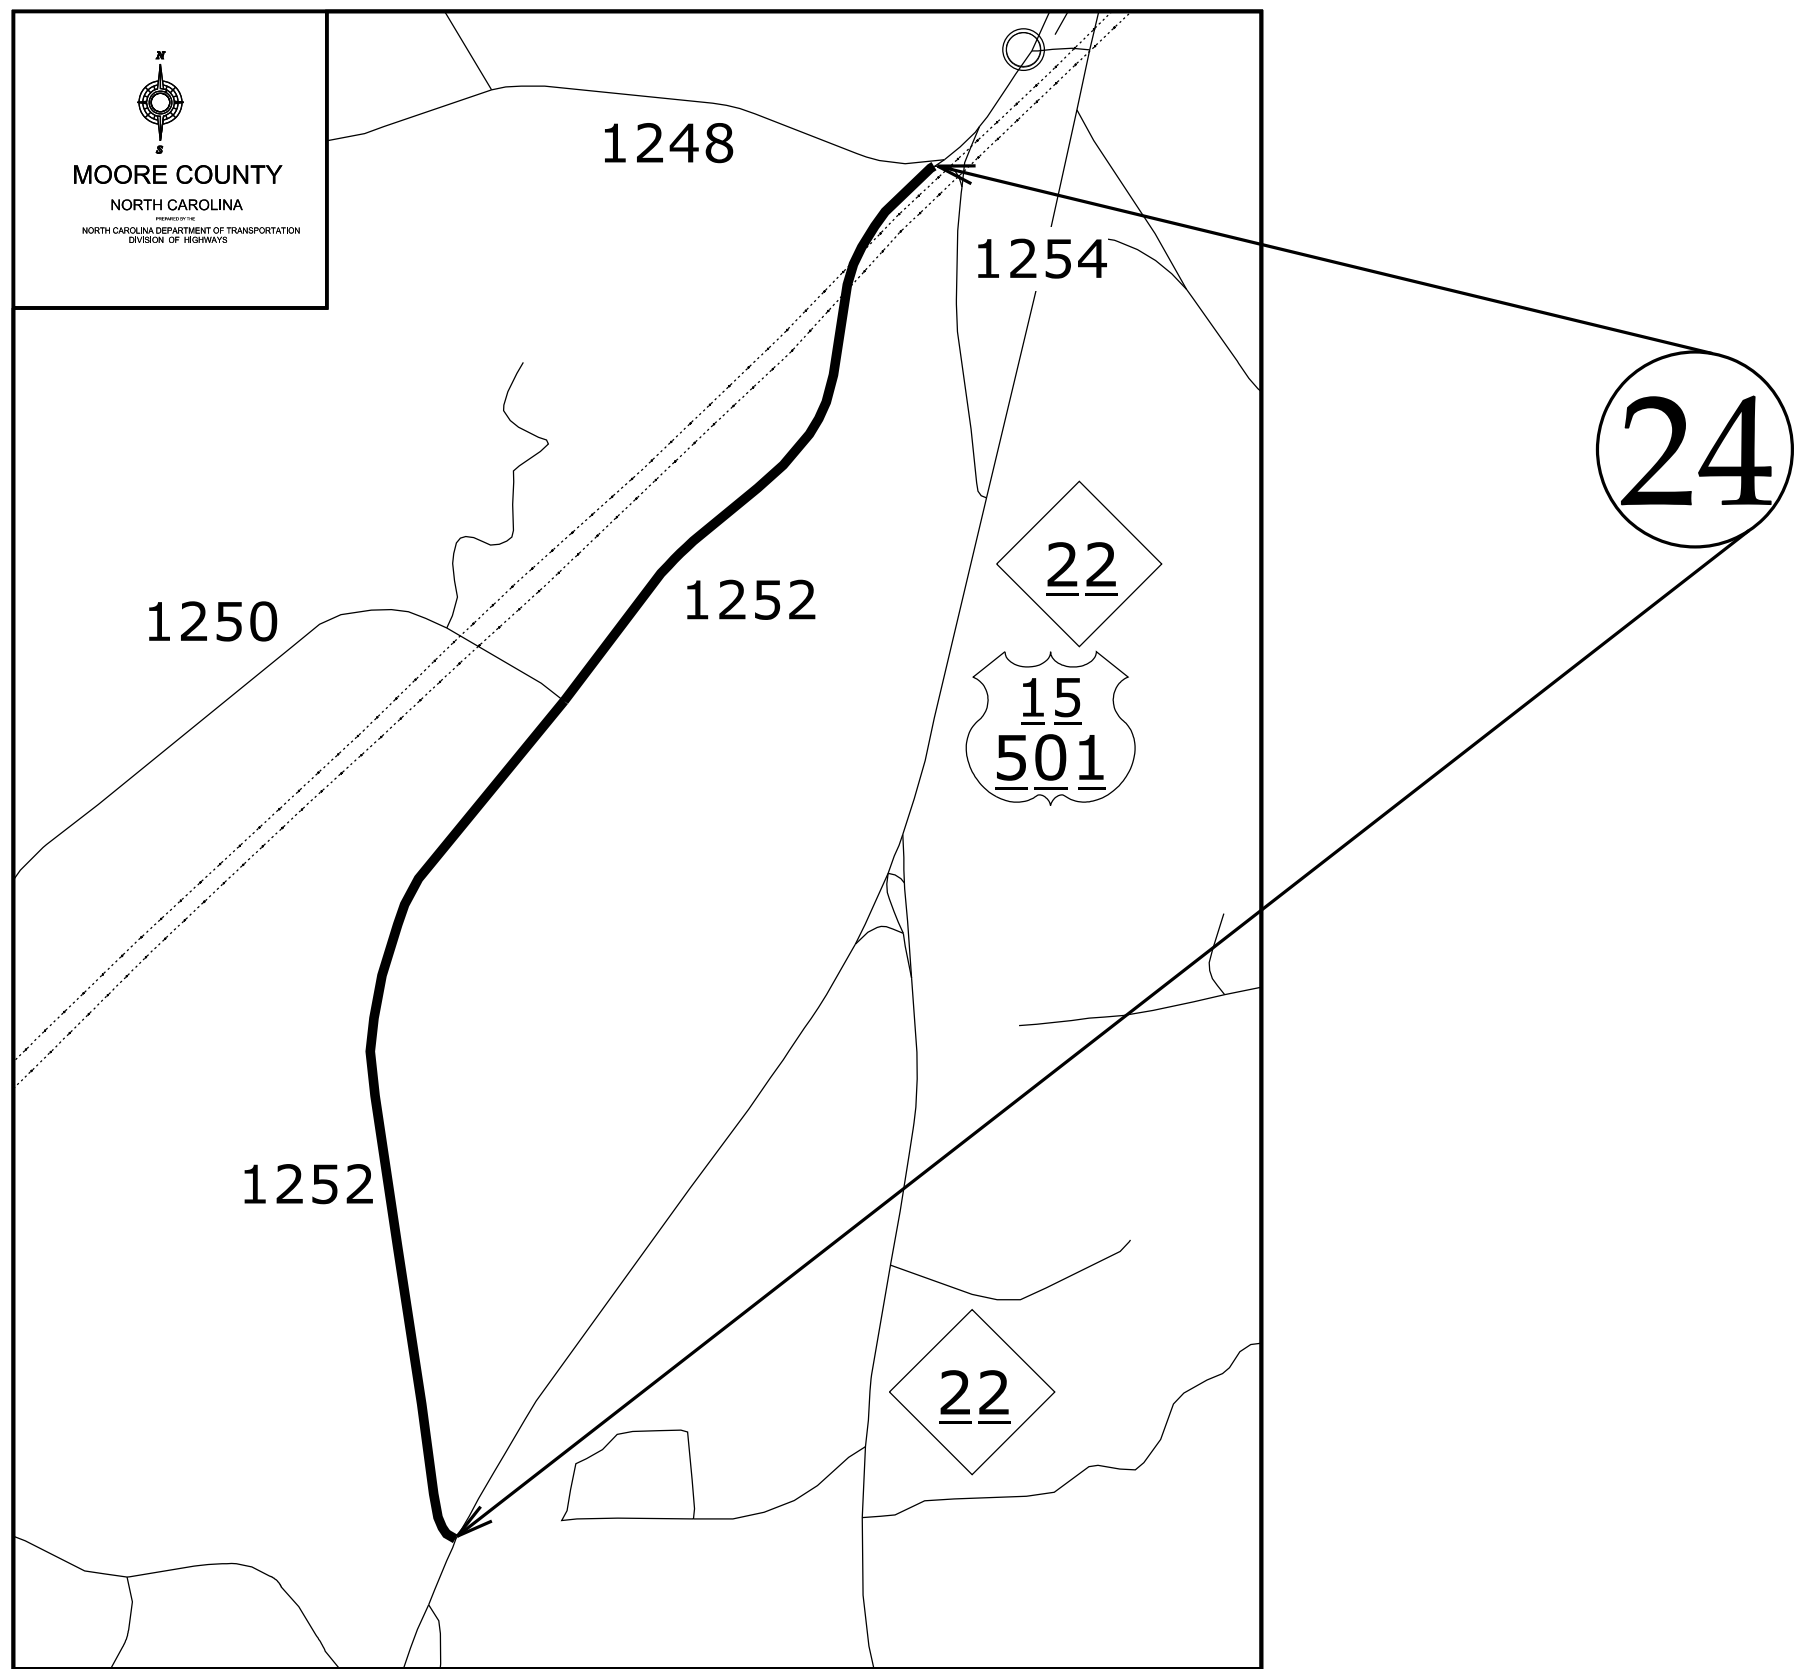 N
S
MOORE COUNTY
NORTH CAROLINA
PREPARED BY THE
NORTH CAROLINA DEPARTMENT OF TRANSPORTATION
DIVISION OF HIGHWAYS
1248
1254
24
22
1252
1250
15
501
1252
22